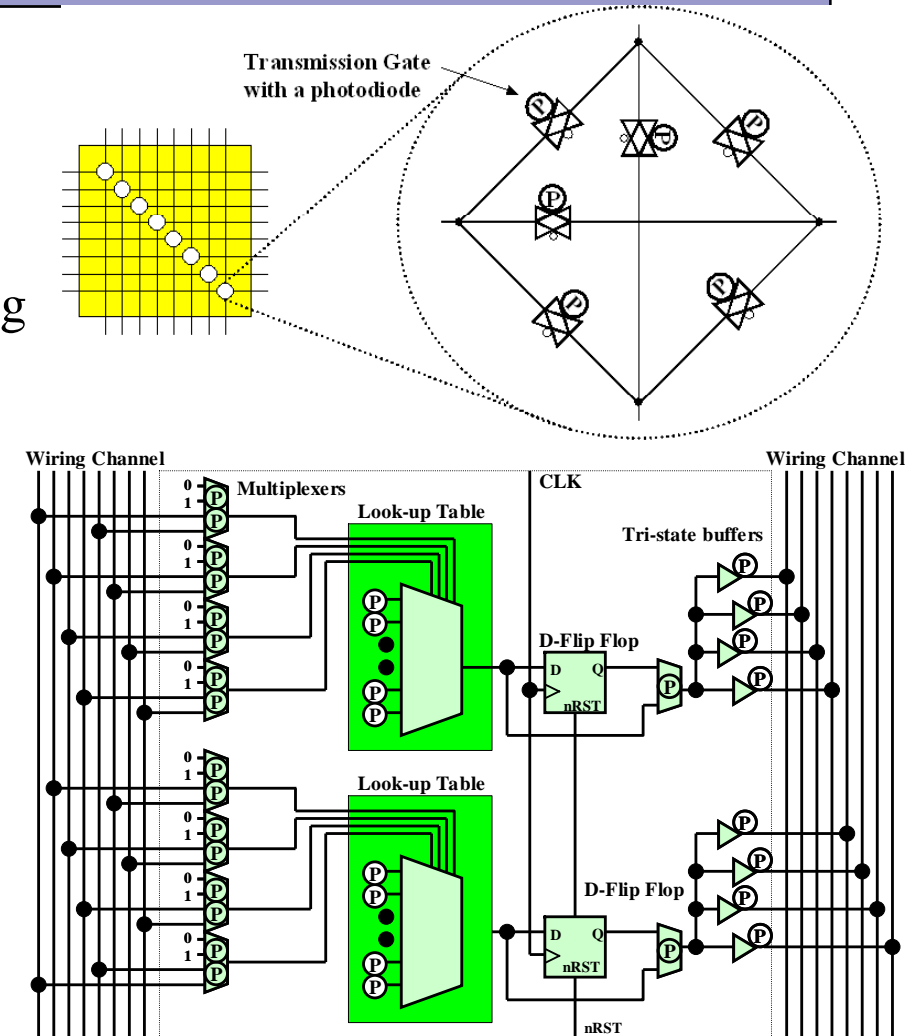 Transmission Gate
with a photodiode
P
P
P
P
P
P
g
Wiring Channel
Wiring Channel
0
1
P
P
Multiplexers
CLK
Look-up Table
Tri-state buffers
0
1
P
P
P
P
P
P
0
1
P
P
D-Flip Flop
P
D
Q
P
0
1
P
P
P
P
P
nRST
0
1
P
P
Look-up Table
0
1
P
P
P
P
P
P
0
1
P
P
D-Flip Flop
P
D
Q
P
0
1
P
P
P
P
P
nRST
nRST